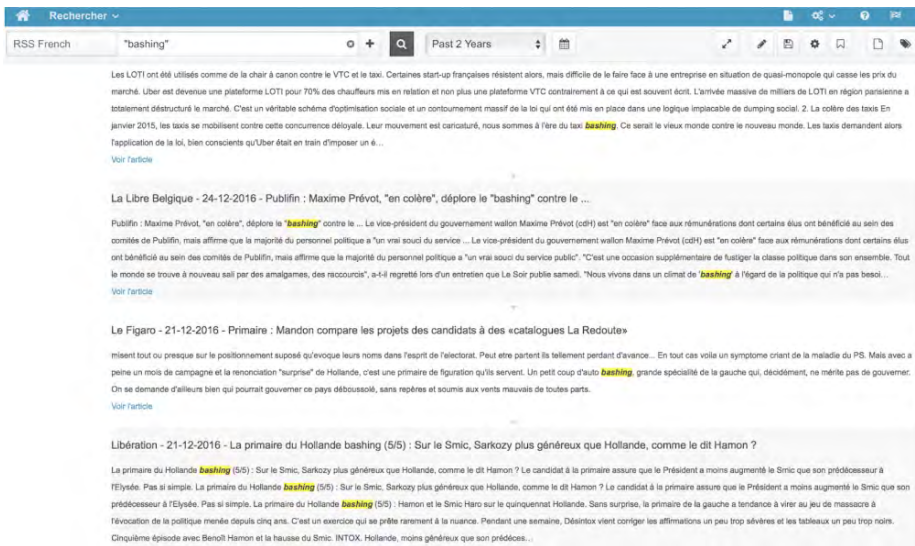 Rechercher
RSS French "bashing" Past 2 Years
Les LOTI ont été utilisés comme de la chair à canon contre le VTC et le taxi. Certaines start-up françaises résistent alors, mais difficile de le faire face à une entreprise en situation de quasi-monopole qui casse les prix du
marché. Uber est devenue une plateforme LOTI pour 70% des chauffeurs mis en relation et non plus une plateforme VTC contrairement à ce qui est souvent écrit. L'arrivée massive de milliers de LOTI en région parisienne a
totalement déstructuré le marché. C'est un véritable schéma d'optimisation sociale et un contournement massif de la loi qui ont été mis en place dans une logique implacable de dumping social. 2. La colère des taxis En
janvier 2015, les taxis se mobilisent contre cette concurrence déloyale. Leur mouvement est caricaturé, nous sommes à l'ère du taxi bashing. Ce serait le vieux monde contre le nouveau monde. Les taxis demandent alors
l'application de la loi, bien conscients qu'Uber était en train d'imposer un é...
Voir l'article
La Libre Belgique - 24-12-2016 - Publifin : Maxime Prévot, "en colère", déplore le "bashing" contre le ...
Publifin : Maxime Prévot, "en colère", déplore le "bashing" contre le ... Le vice-président du gouvernement wallon Maxime Prévot (cdH) est "en colère" face aux rémunérations dont certains élus ont bénéficié au sein des
comités de Publifin, mais affirme que la majorité du personnel politique a "un vrai souci du service ... Le vice-président du gouvernement wallon Maxime Prévot (cdH) est "en colère" face aux rémunérations dont certains élus
ont bénéficié au sein des comités de Publifin, mais affirme que la majorité du personnel politique a "un vrai souci du service public". "C'est une occasion supplémentaire de fustiger la classe politique dans son ensemble. Tout
le monde se trouve à nouveau sali par des amalgames, des raccourcis", a-t-il regretté lors d'un entretien que Le Soir publie samedi. "Nous vivons dans un climat de 'bashing' à l'égard de la politique qui n'a pas besoi...
Voir l'article
Le Figaro - 21-12-2016 - Primaire : Mandon compare les projets des candidats à des «catalogues La Redoute»
misent tout ou presque sur le positionnement suposé qu'evoque leurs noms dans l'esprit de l'electorat. Peut etre partent ils tellement perdant d'avance... En tout cas voila un symptome criant de la maladie du PS. Mais avec a
peine un mois de campagne et la renonciation "surprise" de Hollande, c'est une primaire de figuration qu'ils servent. Un petit coup d'auto bashing, grande spécialité de la gauche qui, décidément, ne mérite pas de gouverner.
On se demande d'ailleurs bien qui pourrait gouverner ce pays déboussolé, sans repères et soumis aux vents mauvais de toutes parts.
Voir l'article
Libération - 21-12-2016 - La primaire du Hollande bashing (5/5) : Sur le Smic, Sarkozy plus généreux que Hollande, comme le dit Hamon ?
La primaire du Hollande bashing (5/5) : Sur le Smic, Sarkozy plus généreux que Hollande, comme le dit Hamon ? Le candidat à la primaire assure que le Président a moins augmenté le Smic que son prédécesseur à
l'Elysée. Pas si simple. La primaire du Hollande bashing (5/5) : Sur le Smic, Sarkozy plus généreux que Hollande, comme le dit Hamon ? Le candidat à la primaire assure que le Président a moins augmenté le Smic que son
prédécesseur à l'Elysée. Pas si simple. La primaire du Hollande bashing (5/5) : Hamon et le Smic Haro sur le quinquennat Hollande. Sans surprise, la primaire de la gauche a tendance à virer au jeu de massacre à
l'évocation de la politique menée depuis cinq ans. C'est un exercice qui se prête rarement à la nuance. Pendant une semaine, Désintox vient corriger les affirmations un peu trop sévères et les tableaux un peu trop noirs.
Cinquième épisode avec Benoît Hamon et la hausse du Smic. INTOX. Hollande, moins généreux que son prédéces...